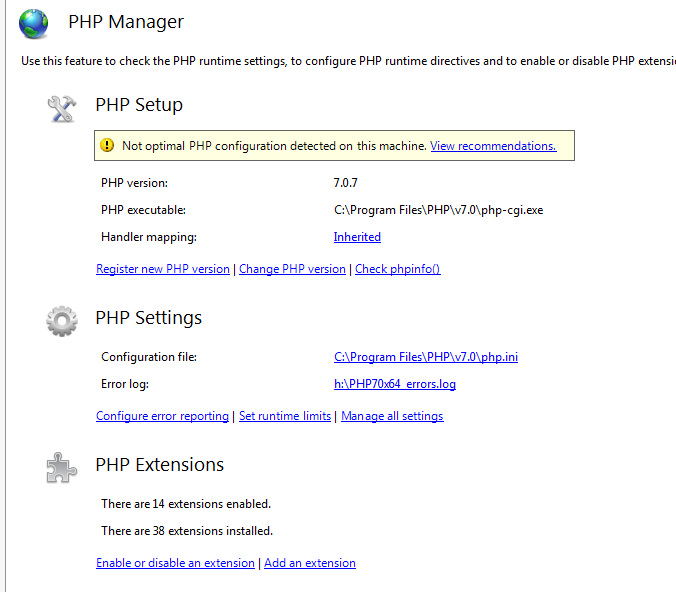 PHP Manager
Use this feature to check the PHP runtime settings, to configure PHP runtime directives and to enable or disable PHP extensi
PHP Setup
Not optimal PHP configuration detected on this machine. View recommendations.
PHP version: 7.0.7
PHP executable: C:\Program Files\PHP\v7.0\php-cgi.exe
Handler mapping: Inherited
Register new PHP version | Change PHP version | Check phpinfo()
PHP Settings
Configuration file: C:\Program Files\PHP\v7.0\php.ini
Error log: h:\PHP70x64_errors.log
Configure error reporting | Set runtime limits | Manage all settings
PHP Extensions
There are 14 extensions enabled.
There are 38 extensions installed.
Enable or disable an extension | Add an extension